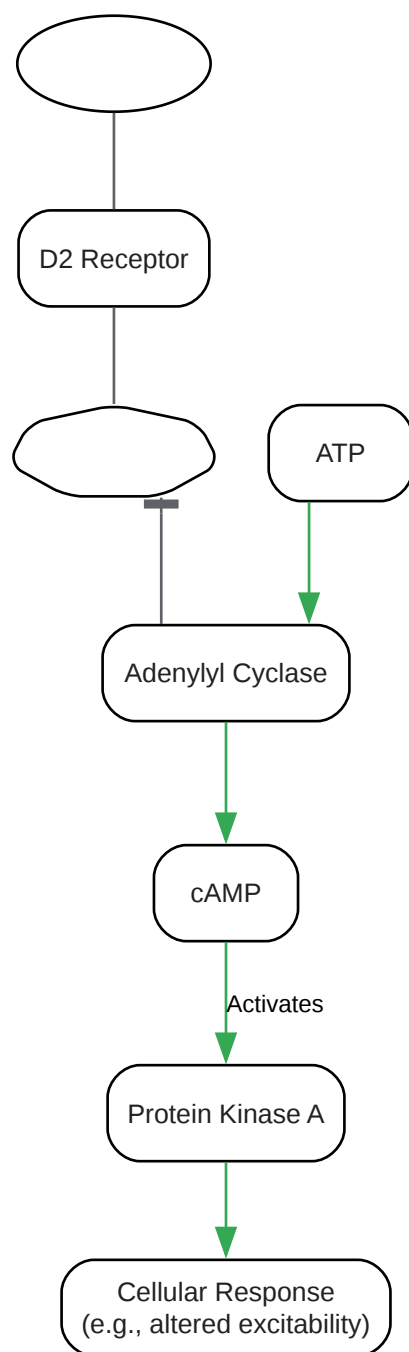 D2 Receptor
ATP
Adenylyl Cyclase
cAMP
Activates
Protein Kinase A
Cellular Response
(e.g., altered excitability)